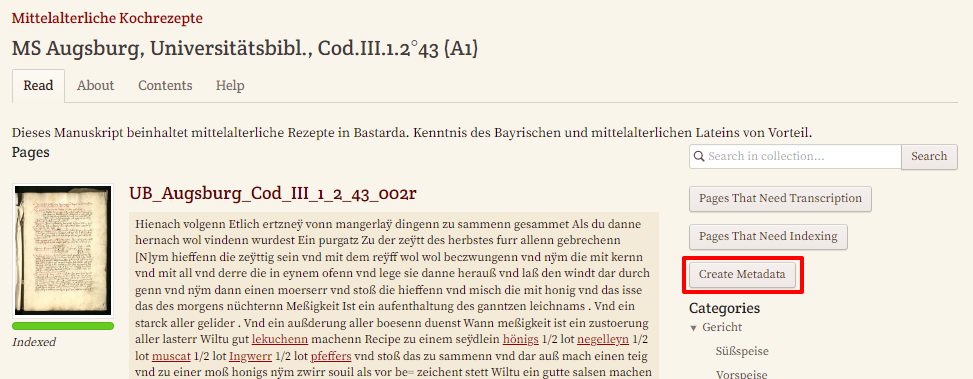 Mittelalterliche Kochrezepte
MS Augsburg, Universitätsbibl., Cod.III.1.2°43 (A1)
Read
About
Contents
Help
Dieses Manuskript beinhaltet mittelalterliche Rezepte in Bastarda. Kenntnis des Bayrischen und mittelalterlichen Lateins von Vorteil.
Pages
UB_Augsburg_Cod_III_1_2_43_002r
Hienach volgenn Etlich ertzneÿ vonn mangerlaÿ dingenn zu sammenn gesammet Als du danne
hernach wol vindenn wurdest Ein purgatz Zu der zeÿtt des herbstes furr allenn gebrechenn
[N]ym hieffenn die zeÿttig sein vnd mit dem reÿff wol wol beczwungenn vnd nÿm die mit kernn
vnd mit all vnd derre die in eynem ofenn vnd lege sie danne herauß vnd laß den windt dar durch
genn vnd nÿm dann einen moerserr vnd stoß die hieffenn vnd misch die mit honig vnd das isse
das des morgens nüchternn Meßigkeit Ist ein aufenthaltung des ganntzen leichnams . Vnd ein
starck aller gelider . Vnd ein außderung aller boesenn duenst Wann meßigkeit ist ein zustoerung
aller lasterr Wiltu gut lekuchenn machenn Recipe zu einem seÿdlein hönigs 1/2 lot negelleyn 1/2
lot muscat 1/2 lot Ingwerr 1/2 lot pfeffers vnd stoß das zu sammenn vnd dar auß mach einen teig
vnd zu einer moß honigs nÿm zwirr souil als vor be= zeichent stett Wiltu ein gutte salsen machen
Indexed
Search in collection...
Search
Pages That Need Transcription
Pages That Need Indexing
Create Metadata
Categories
Gericht
Süßspeise
Vorspeise